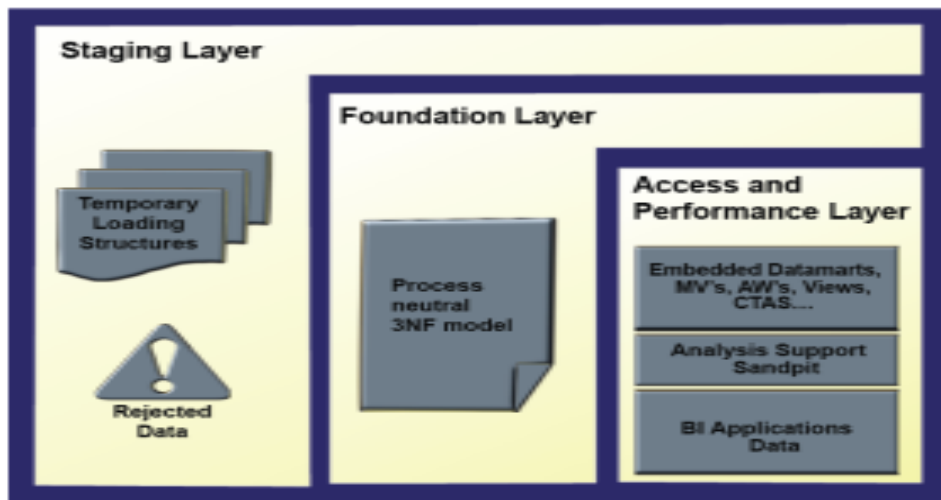 Staging Layer
Temporary
Loading
Structures
Rejected
Data
Foundation Layer
Process
neutral
3NF model
Access and
Performance Layer
Embedded Datamarts,
MV's, AW's, Views,
CTAS....
Analysis Support
Sandpit
BI Applications
Data